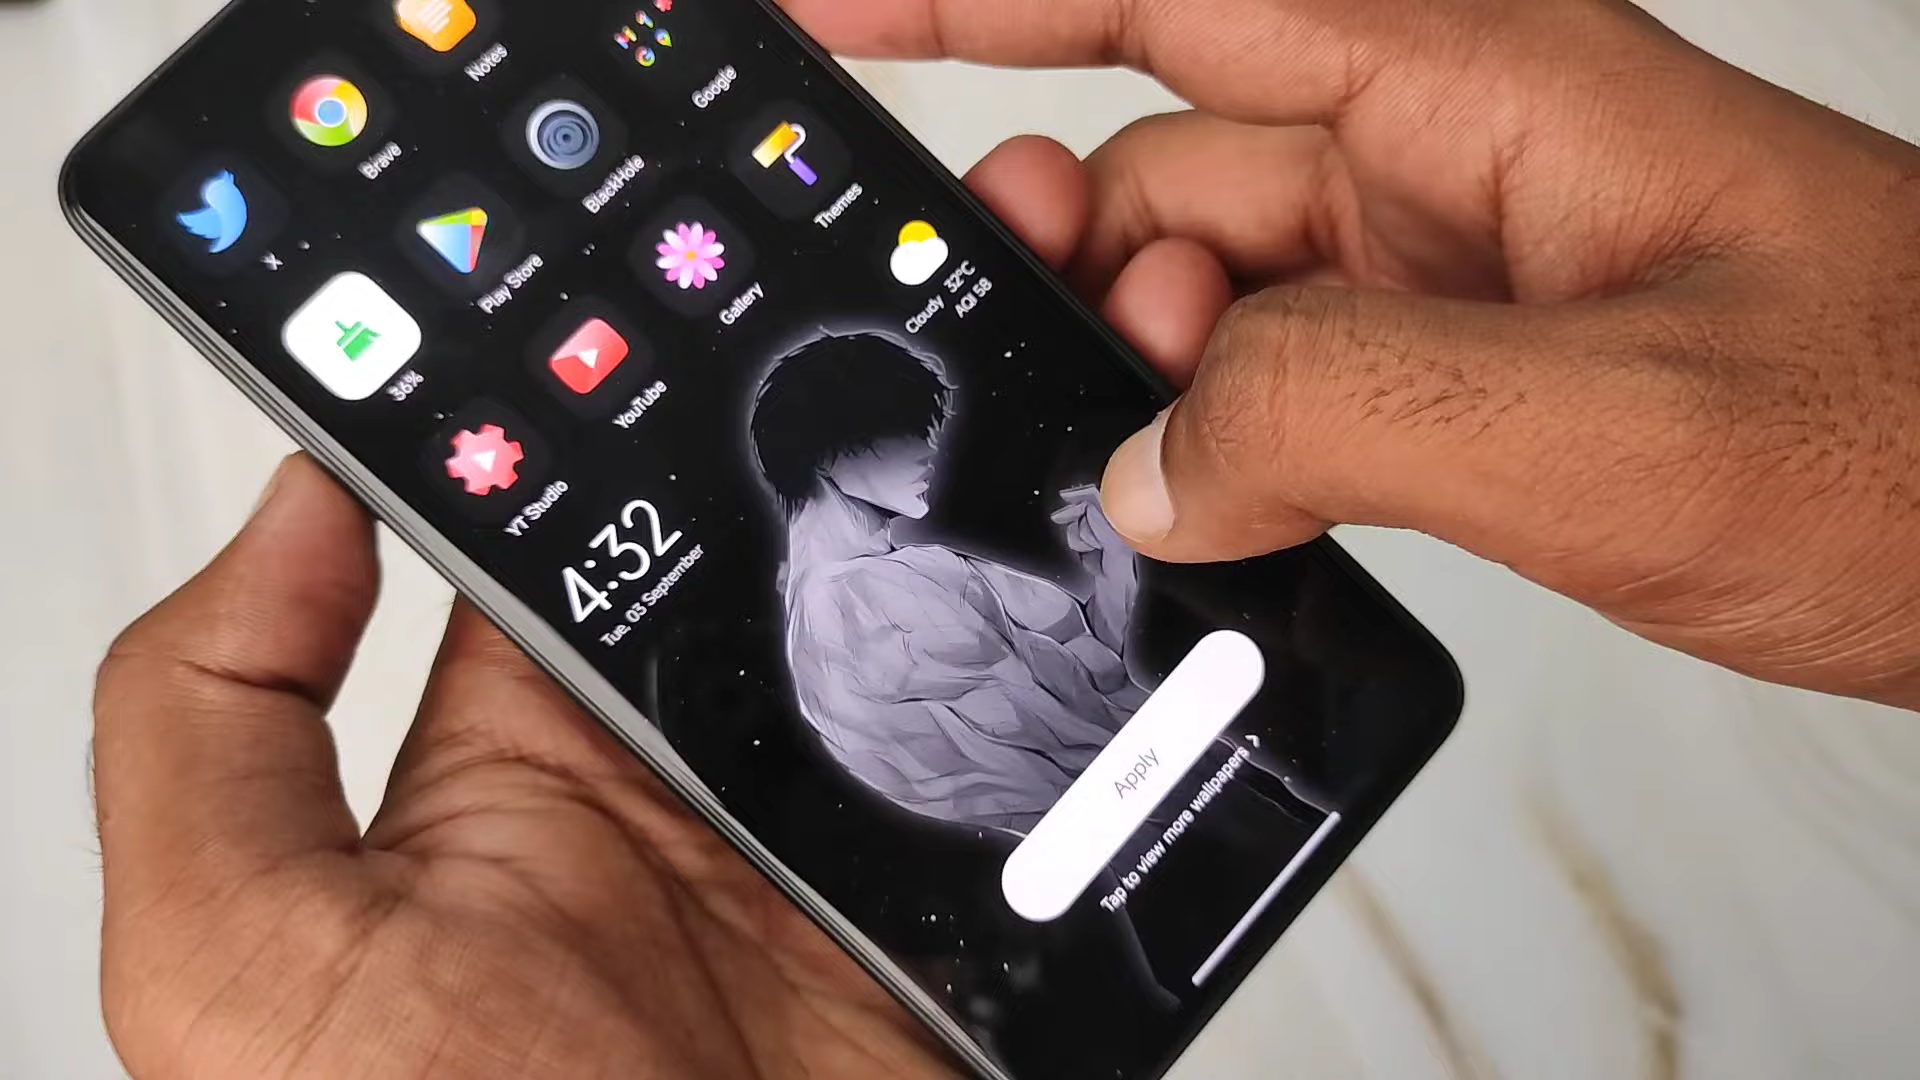 Notes
Google
Brave
BlackHole
Themes
X
Play Store
Gallery
Cloudy 32°C
AQI 58
36%
YouTube
YT Studio
4:32
Tue, 03 September
Apply
Tap to view more wallpapers >